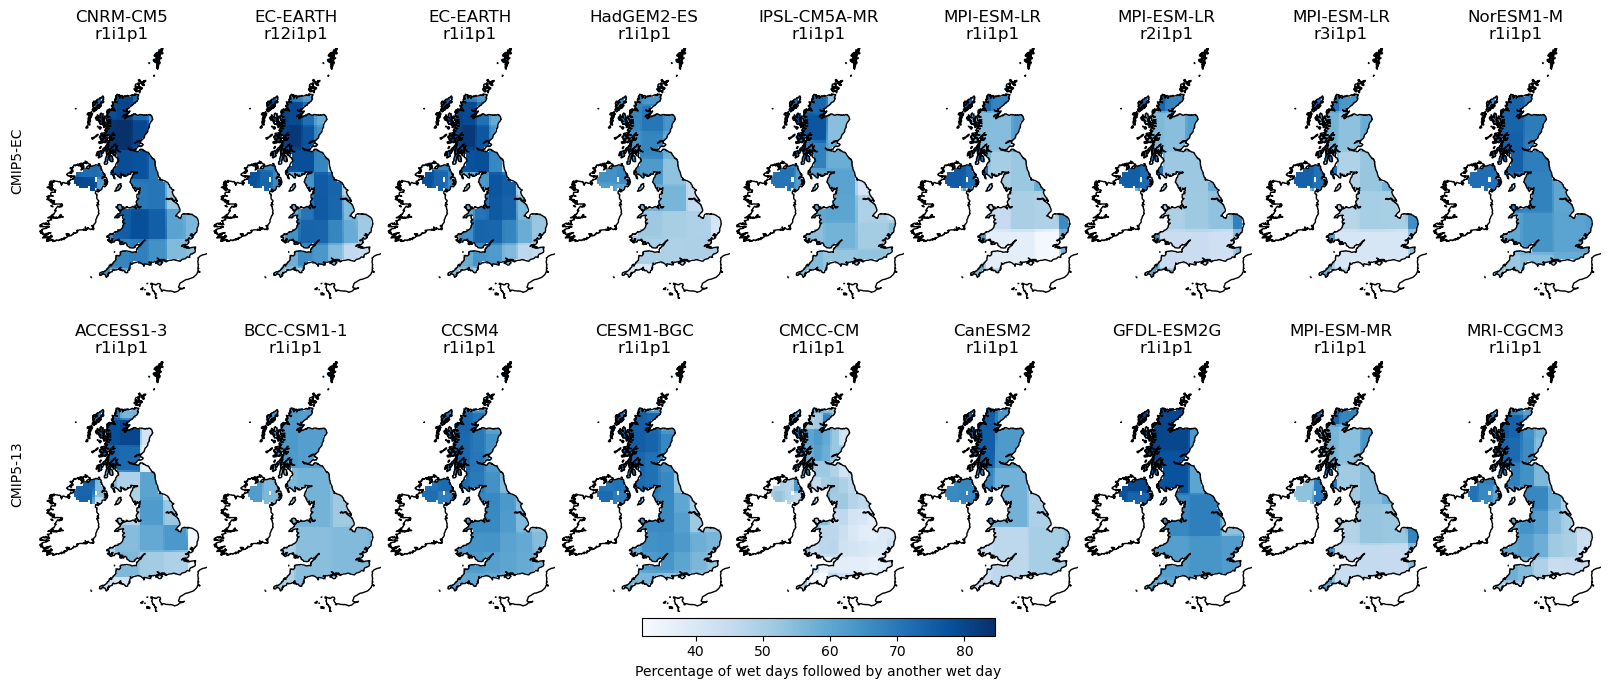 CNRM-CM5
r1i1p1
EC-EARTH
r12i1p1
EC-EARTH
r1i1p1
HadGEM2-ES
r1i1p1
IPSL-CM5A-MR
r1i1p1
MPI-ESM-LR
r1i1p1
MPI-ESM-LR
r2i1p1
MPI-ESM-LR
r3i1p1
NorESM1-M
r1i1p1
CMIP5-EC
ACCESS1-3
r1i1p1
BCC-CSM1-1
r1i1p1
CCSM4
r1i1p1
CESM1-BGC
r1i1p1
CMCC-CM
r1i1p1
CanESM2
r1i1p1
GFDL-ESM2G
r1i1p1
MPI-ESM-MR
r1i1p1
MRI-CGCM3
r1i1p1
CMIP5-13
40 50 60 70 80
Percentage of wet days followed by another wet day